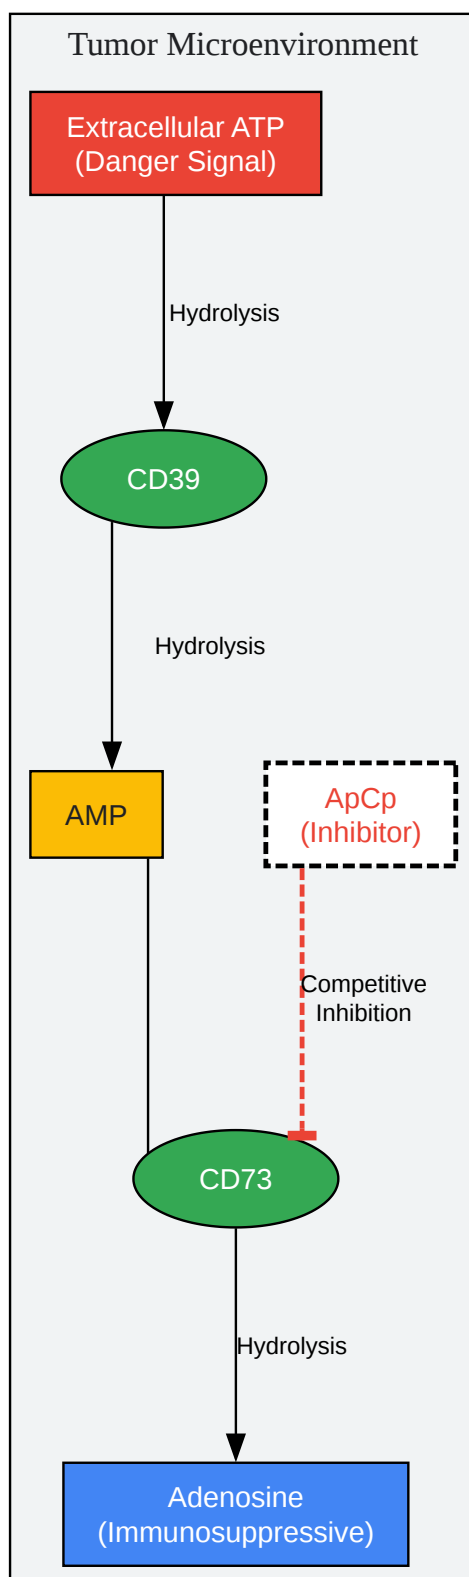 Tumor Microenvironment
Extracellular ATP
(Danger Signal)
Hydrolysis
CD39
Hydrolysis
AMP
ApCp
(Inhibitor)
Competitive
Inhibition
CD73
Hydrolysis
Adenosine
(Immunosuppressive)